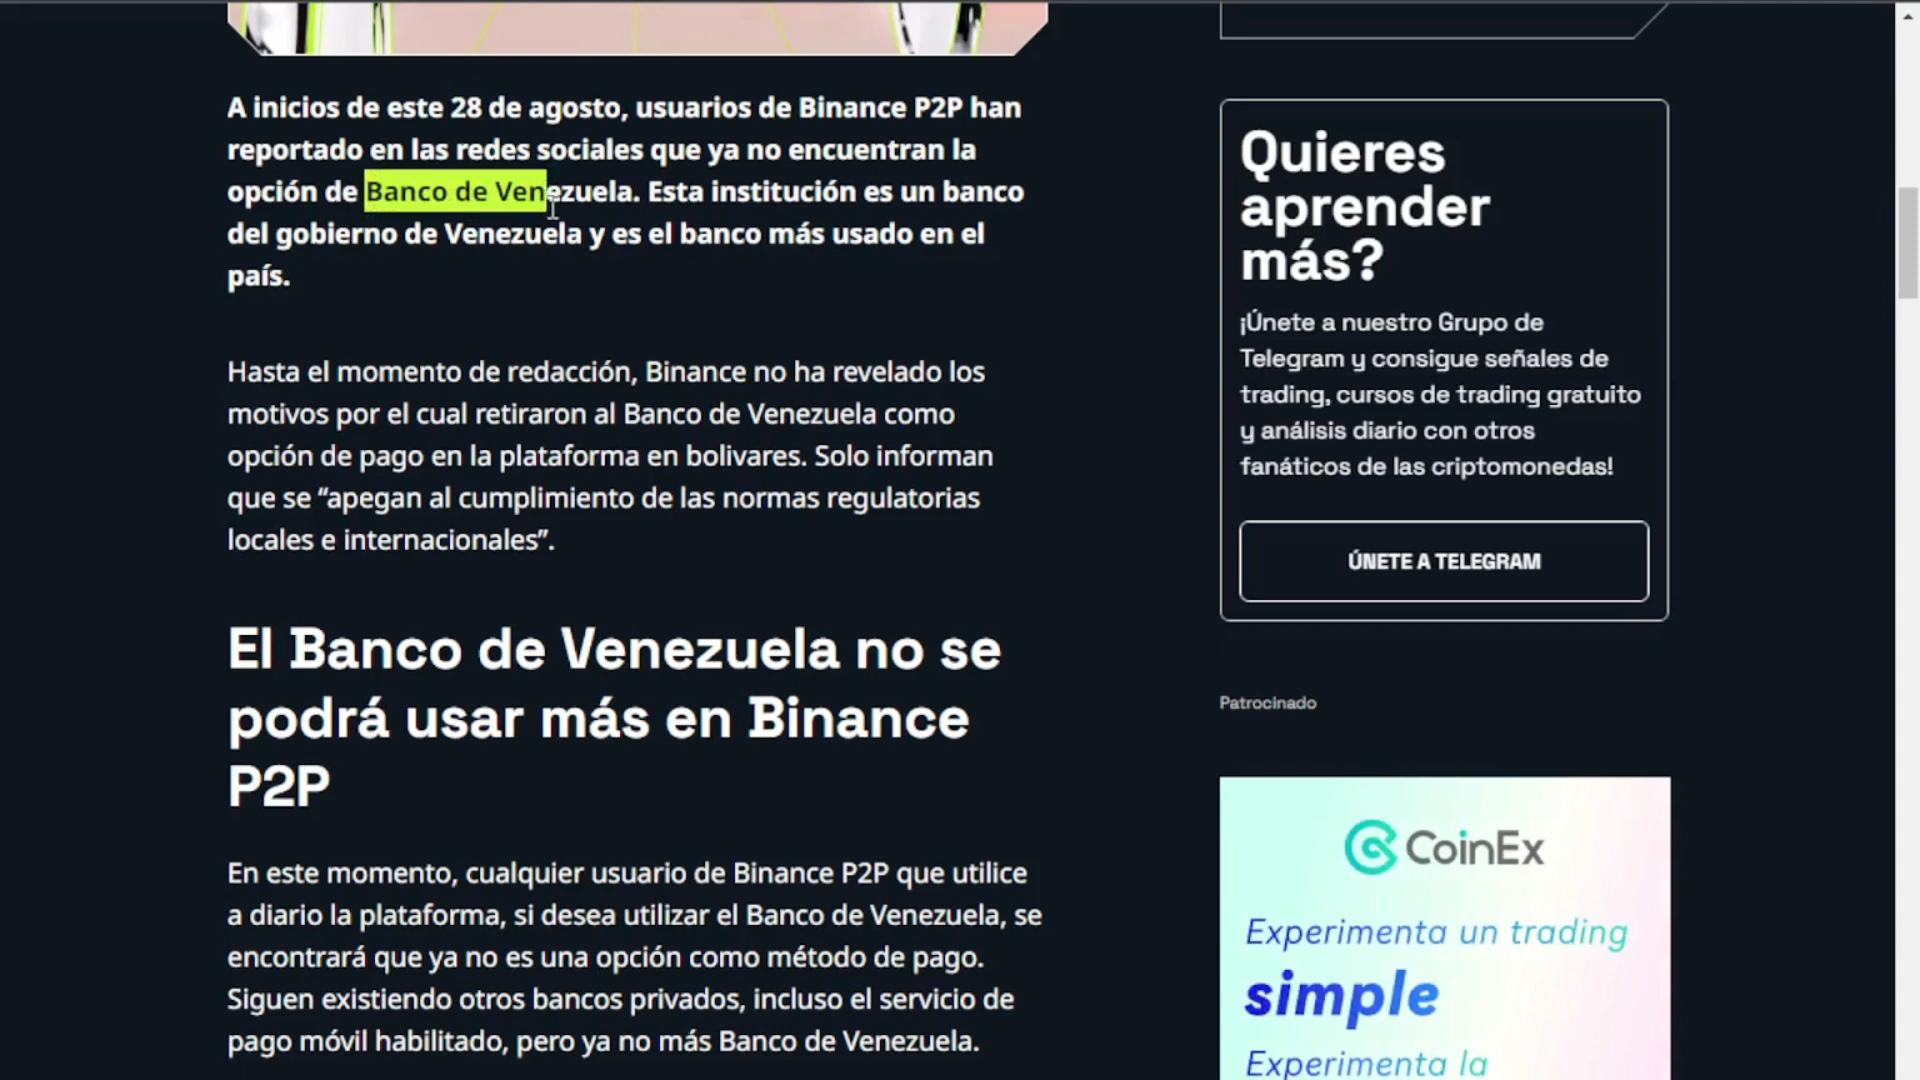 A inicios de este 28 de agosto, usuarios de Binance P2P han
reportado en las redes sociales que ya no encuentran la
opción de Banco de Venezuela. Esta institución es un banco
del gobierno de Venezuela y es el banco más usado en el
país.
Hasta el momento de redacción, Binance no ha revelado los
motivos por el cual retiraron al Banco de Venezuela como
opción de pago en la plataforma en bolivares. Solo informan
que se “apegan al cumplimiento de las normas regulatorias
locales e internacionales”.
El Banco de Venezuela no se
podrá usar más en Binance
P2P
En este momento, cualquier usuario de Binance P2P que utilice
a diario la plataforma, si desea utilizar el Banco de Venezuela, se
encontrará que ya no es una opción como método de pago.
Siguen existiendo otros bancos privados, incluso el servicio de
pago móvil habilitado, pero ya no más Banco de Venezuela.
Quieres
aprender
más?
¡Únete a nuestro Grupo de
Telegram y consigue señales de
trading, cursos de trading gratuito
y análisis diario con otros
fanáticos de las criptomonedas!
ÚNETE A TELEGRAM
Patrocinado
CoinEx
Experimenta un trading
simple
Experimenta la